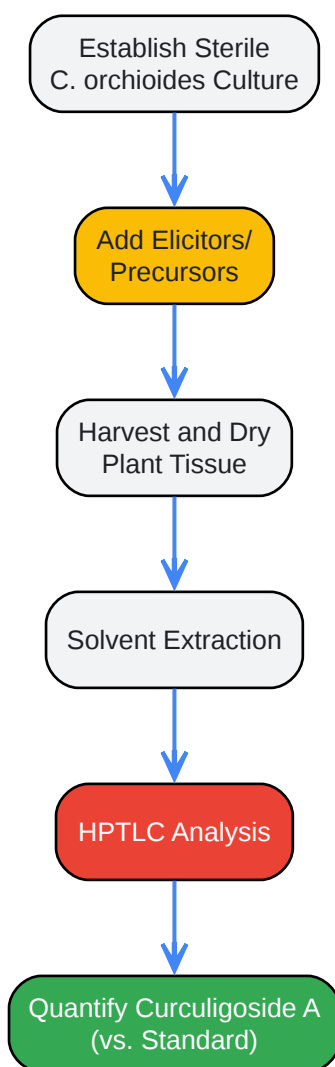 Establish Sterile
C. orchioides Culture
Add Elicitors/
Precursors
Harvest and Dry
Plant Tissue
Solvent Extraction
HPTLC Analysis
Quantify Curculigoside A
(vs. Standard)